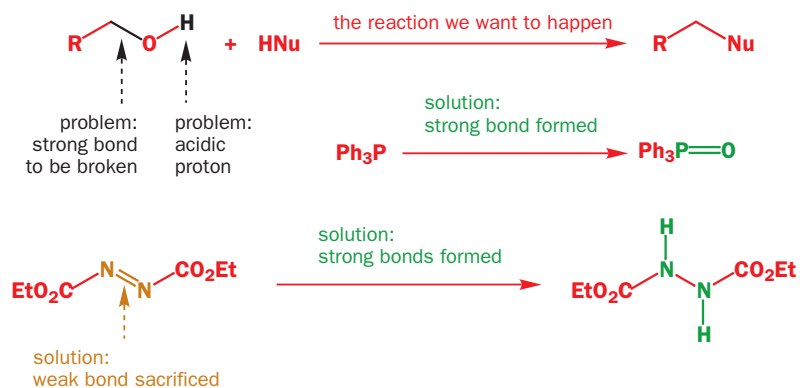 the reaction we want to happen
R O H + HNu R Nu
problem:
strong bond
to be broken
problem:
acidic
proton
solution:
strong bond formed
Ph₃P Ph₃P=O
solution:
strong bonds formed
EtO₂C N=N CO₂Et
H
EtO₂C N N CO₂Et
H
solution:
weak bond sacrificed